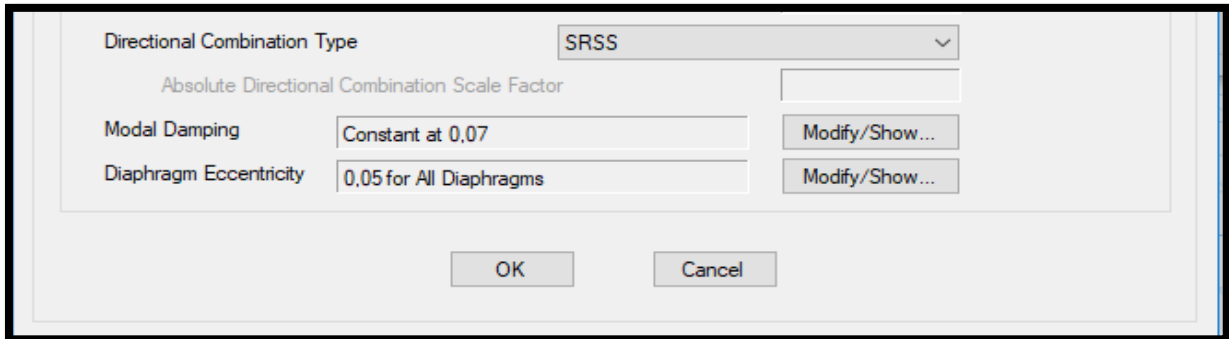 Directional Combination Type SRSS
Absolute Directional Combination Scale Factor
Modal Damping Constant at 0,07 Modify/Show...
Diaphragm Eccentricity 0,05 for All Diaphragms Modify/Show...
OK Cancel